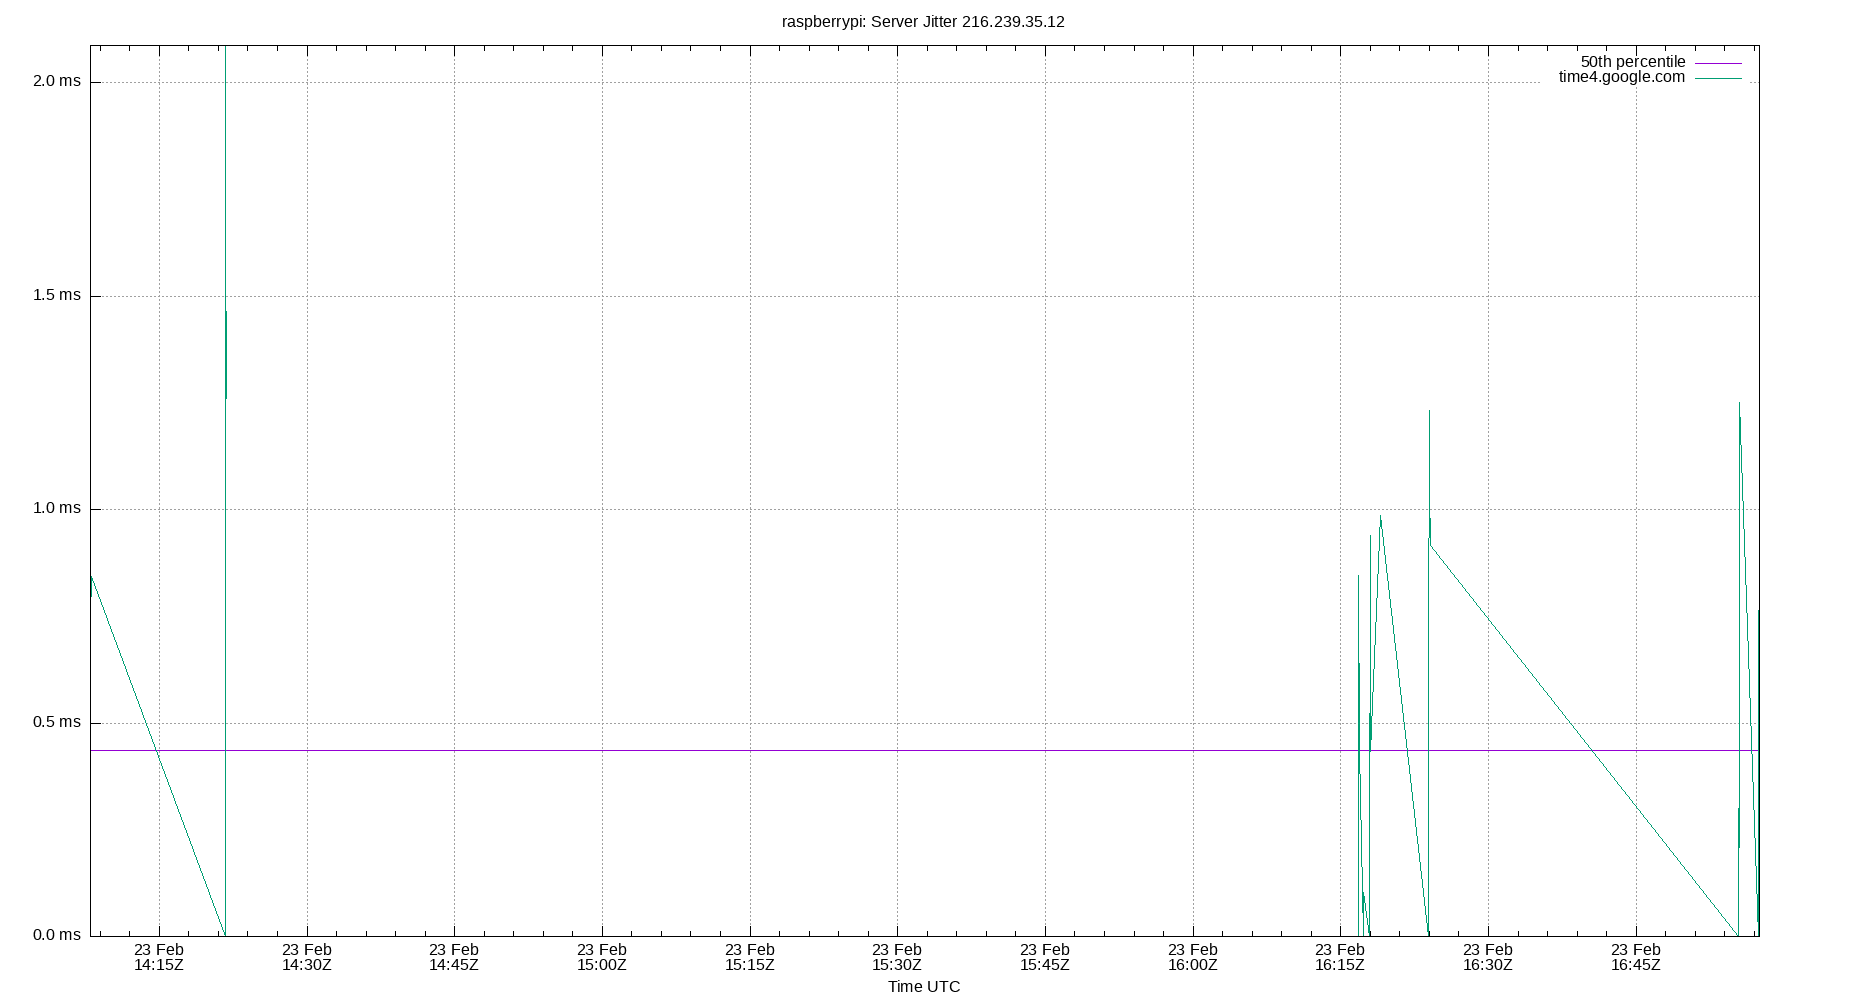 raspberrypi: Server Jitter 216.239.35.12
50th percentile
time4.google.com
2.0 ms
1.5 ms
1.0 ms
0.5 ms
0.0 ms
23 Feb 23 Feb 23 Feb 23 Feb 23 Feb 23 Feb 23 Feb 23 Feb 23 Feb 23 Feb 23 Feb
14:15Z 14:30Z 14:45Z 15:00Z 15:15Z 15:30Z 15:45Z 16:00Z 16:15Z 16:30Z 16:45Z
Time UTC